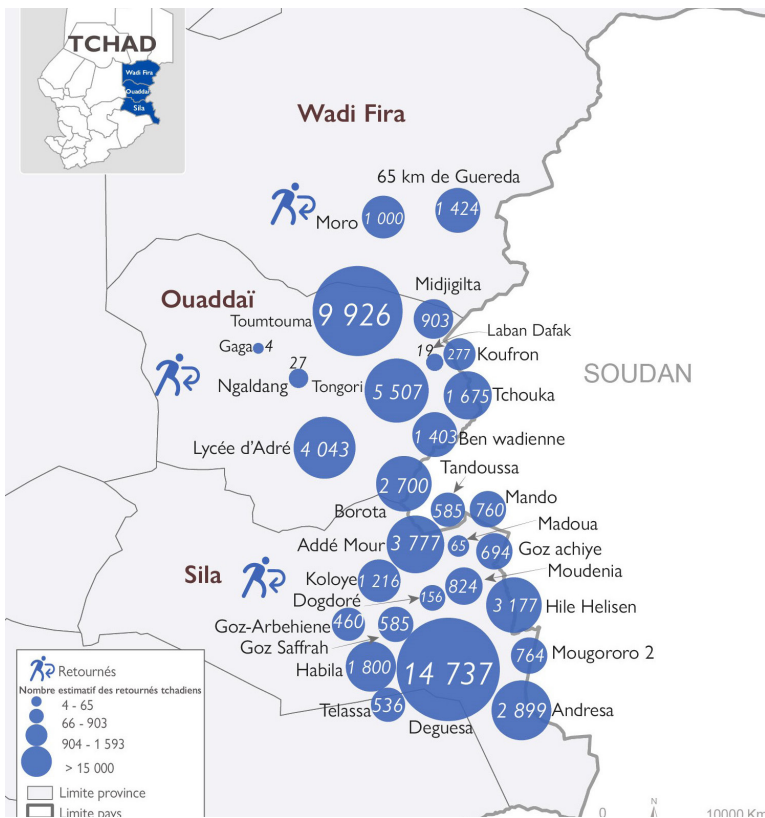 TCHAD
Wadi Fira
Ouaddaï
Sila
Wadi Fira
65 km de Guereda
1 424
Moro
1 000
Ouaddaï
Midjigilta
903
Toumtouma
9 926
Laban Dafak
19
Gaga
4
277
Koufron
27
Ngaldang
Tongori
5 507
1 675
Tchouka
SOUDAN
Lycée d'Adré
4 043
1 403
Ben wadienne
Tandoussa
2 700
Borota
585
760
Mando
Madoua
Addé Mour
3 777
65
694
Goz achiye
Moudenia
Sila
Koloye
1 216
824
Dogdoré
156
3 177
Hile Helisen
Goz-Arbehiene
460
585
Goz Saffrah
764
Mougororo 2
Habila
1 800
14 737
Telassa
536
Deguesa
2 899
Andresa
Retournés
Nombre estimatif des retournés tchadiens
4 - 65
66 - 903
904 - 1 593
> 15 000
Limite province
Limite pays
0
N
10000 Km